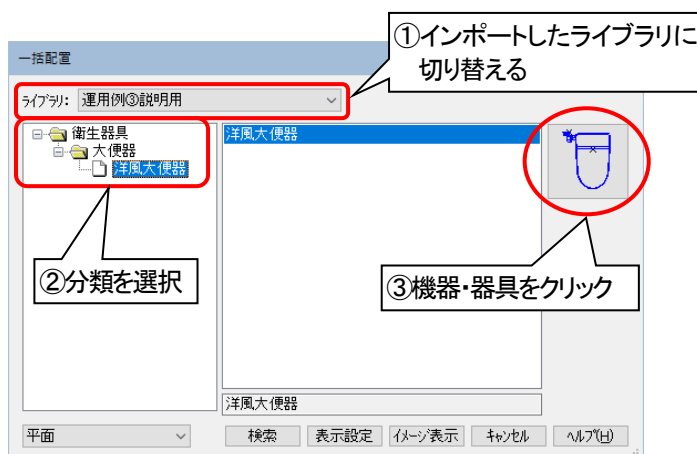 ①インポートしたライブラリに
切り替える
一括配置
ライブラリ: 運用例③説明用
衛生器具
大便器
洋風大便器
洋風大便器
②分類を選択
③機器・器具をクリック
洋風大便器
平面
検索 表示設定 イメージ表示 キャンセル ヘルプ(H)